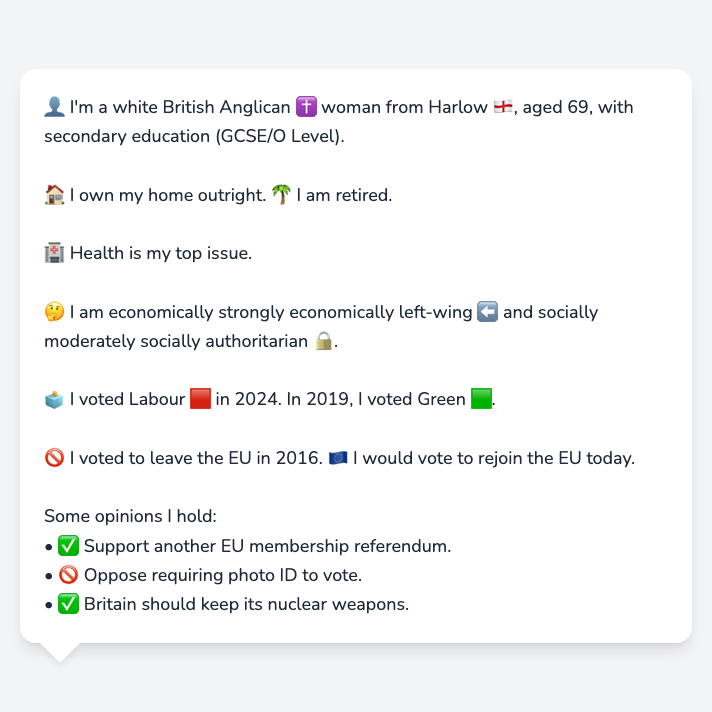 👤 I'm a white British Anglican ✝️ woman from Harlow 🏴󠁧󠁢󠁥󠁮󠁧󠁿, aged 69, with
secondary education (GCSE/O Level).
🏠 I own my home outright. 🌴 I am retired.
🏥 Health is my top issue.
🤔 I am economically strongly economically left-wing ⬅️ and socially
moderately socially authoritarian 🔒.
🗳️ I voted Labour 🟥 in 2024. In 2019, I voted Green 🟩.
🚫 I voted to leave the EU in 2016. 🇪🇺 I would vote to rejoin the EU today.
Some opinions I hold:
• ✅ Support another EU membership referendum.
• 🚫 Oppose requiring photo ID to vote.
• ✅ Britain should keep its nuclear weapons.